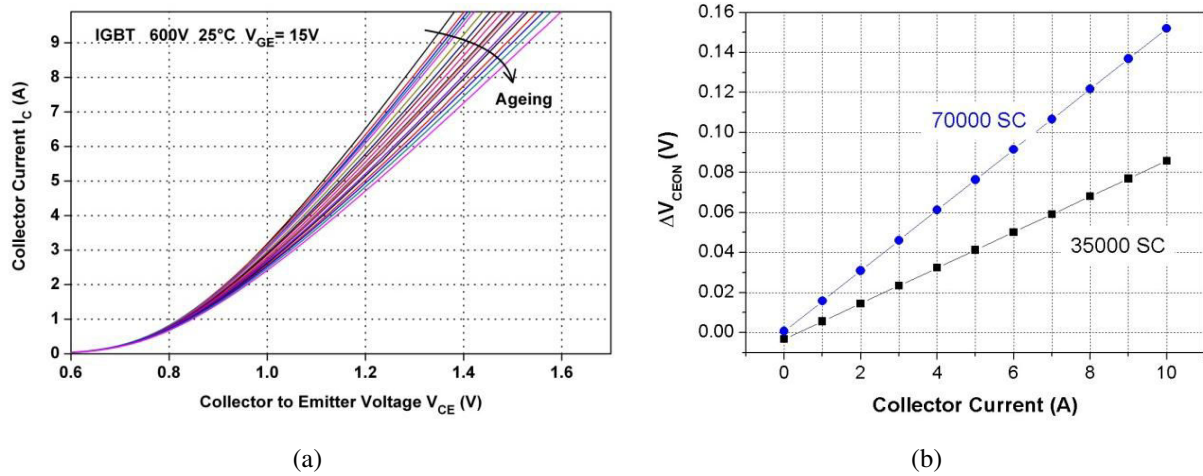 IGBT 600V 25°C V_GE= 15V
Ageing
Collector Current I_C (A)
9
8
7
6
5
4
3
2
1
0
0.6 0.8 1.0 1.2 1.4 1.6
Collector to Emitter Voltage V_CE (V)
(a)
ΔV_CEON (V)
0.16
0.14
0.12
0.10
0.08
0.06
0.04
0.02
0.00
70000 SC
35000 SC
0 2 4 6 8 10
Collector Current (A)
(b)